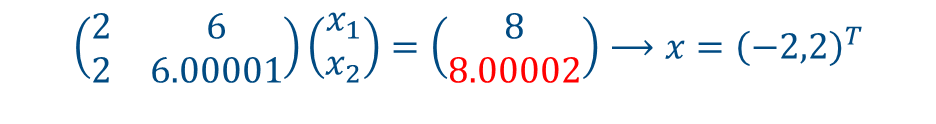 (2 6
2 6.00001) (x₁
x₂) = (8
8.00002) → x = (−2,2)ᵀ